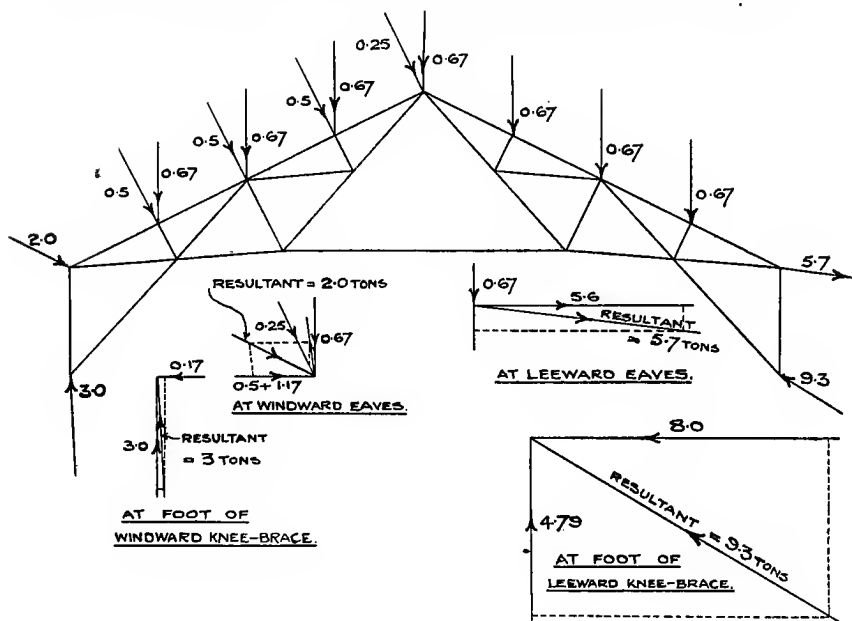 0.25
0.67
0.5
0.67
0.67
0.5
0.67
0.67
0.5
0.67
0.67
2.0
5.7
RESULTANT = 2.0 TONS
0.25
0.67
0.5 + 1.17
AT WINDWARD EAVES.
0.67
5.6
RESULTANT
= 5.7 TONS
AT LEEWARD EAVES.
3.0
0.17
3.0
RESULTANT
= 3 TONS
AT FOOT OF
WINDWARD KNEE-BRACE.
9.3
8.0
4.79
RESULTANT = 9.3 TONS
AT FOOT OF
LEEWARD KNEE-BRACE.